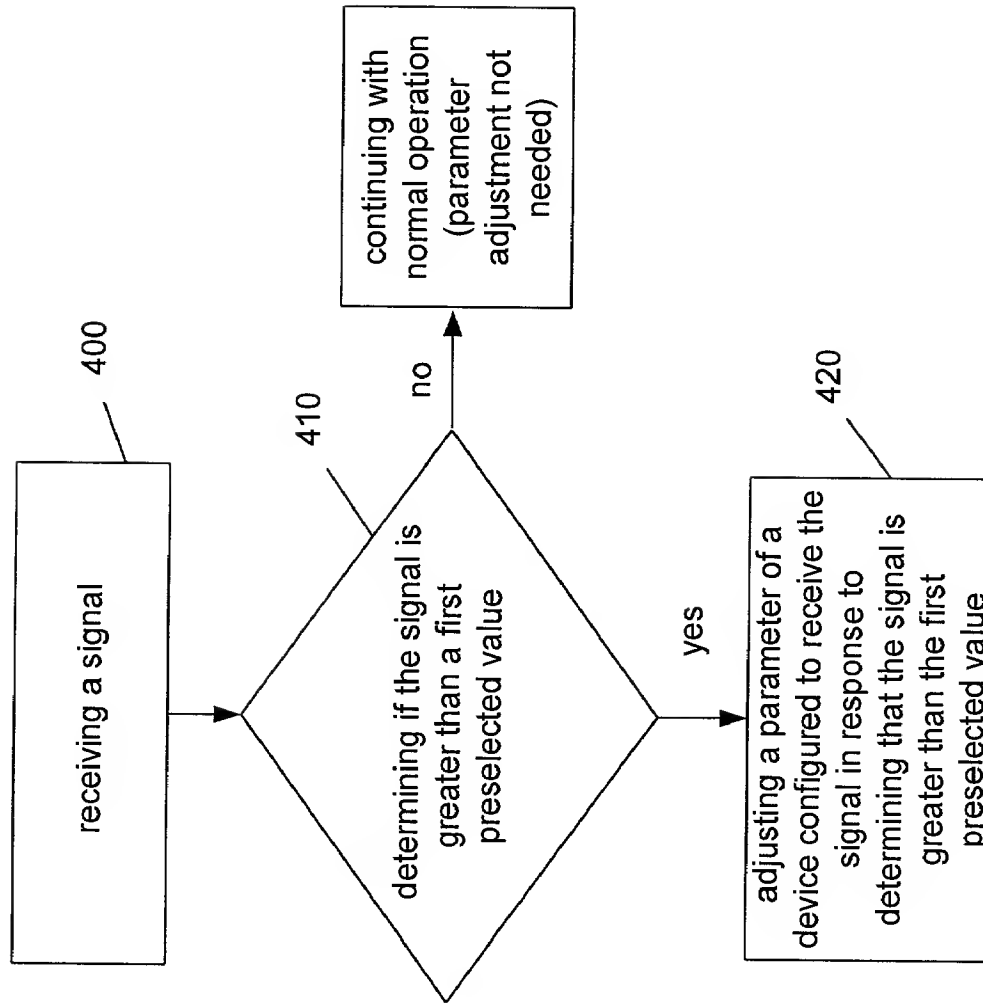 receiving a signal
400
determining if the signal is
greater than a first
preselected value
410
no
continuing with
normal operation
(parameter
adjustment not
needed)
yes
adjusting a parameter of a
device configured to receive the
signal in response to
determining that the signal is
greater than the first
preselected value
420